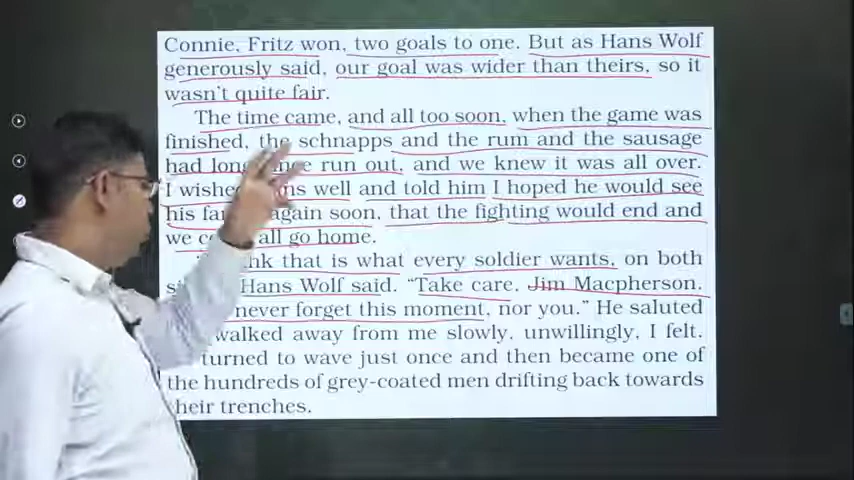 Connie, Fritz won, two goals to one. But as Hans Wolf
generously said, our goal was wider than theirs, so it
wasn't quite fair.
The time came, and all too soon, when the game was
finished, the schnapps and the rum and the sausage
had long since run out, and we knew it was all over.
I wished Hans well and told him I hoped he would see
his again soon, that the fighting would end and
we all go home.
that is what every soldier wants, on both
Hans Wolf said. "Take care, Jim Macpherson.
never forget this moment, nor you." He saluted
walked away from me slowly, unwillingly, I felt.
turned to wave just once and then became one of
the hundreds of grey-coated men drifting back towards
their trenches.